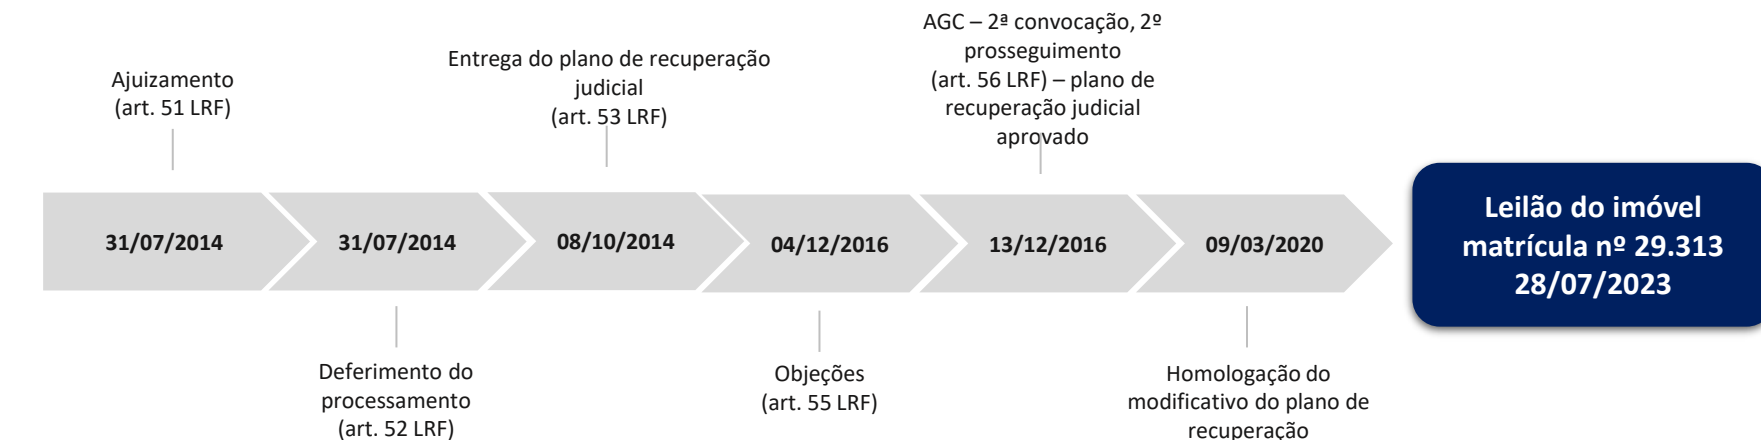 Ajuizamento
(art. 51 LRF)
Entrega do plano de recuperação
judicial
(art. 53 LRF)
AGC – 2ª convocação, 2º
prosseguimento
(art. 56 LRF) – plano de
recuperação judicial
aprovado
31/07/2014
31/07/2014
08/10/2014
04/12/2016
13/12/2016
09/03/2020
Leilão do imóvel
matrícula nº 29.313
28/07/2023
Deferimento do
processamento
(art. 52 LRF)
Objeções
(art. 55 LRF)
Homologação do
modificativo do plano de
recuperação